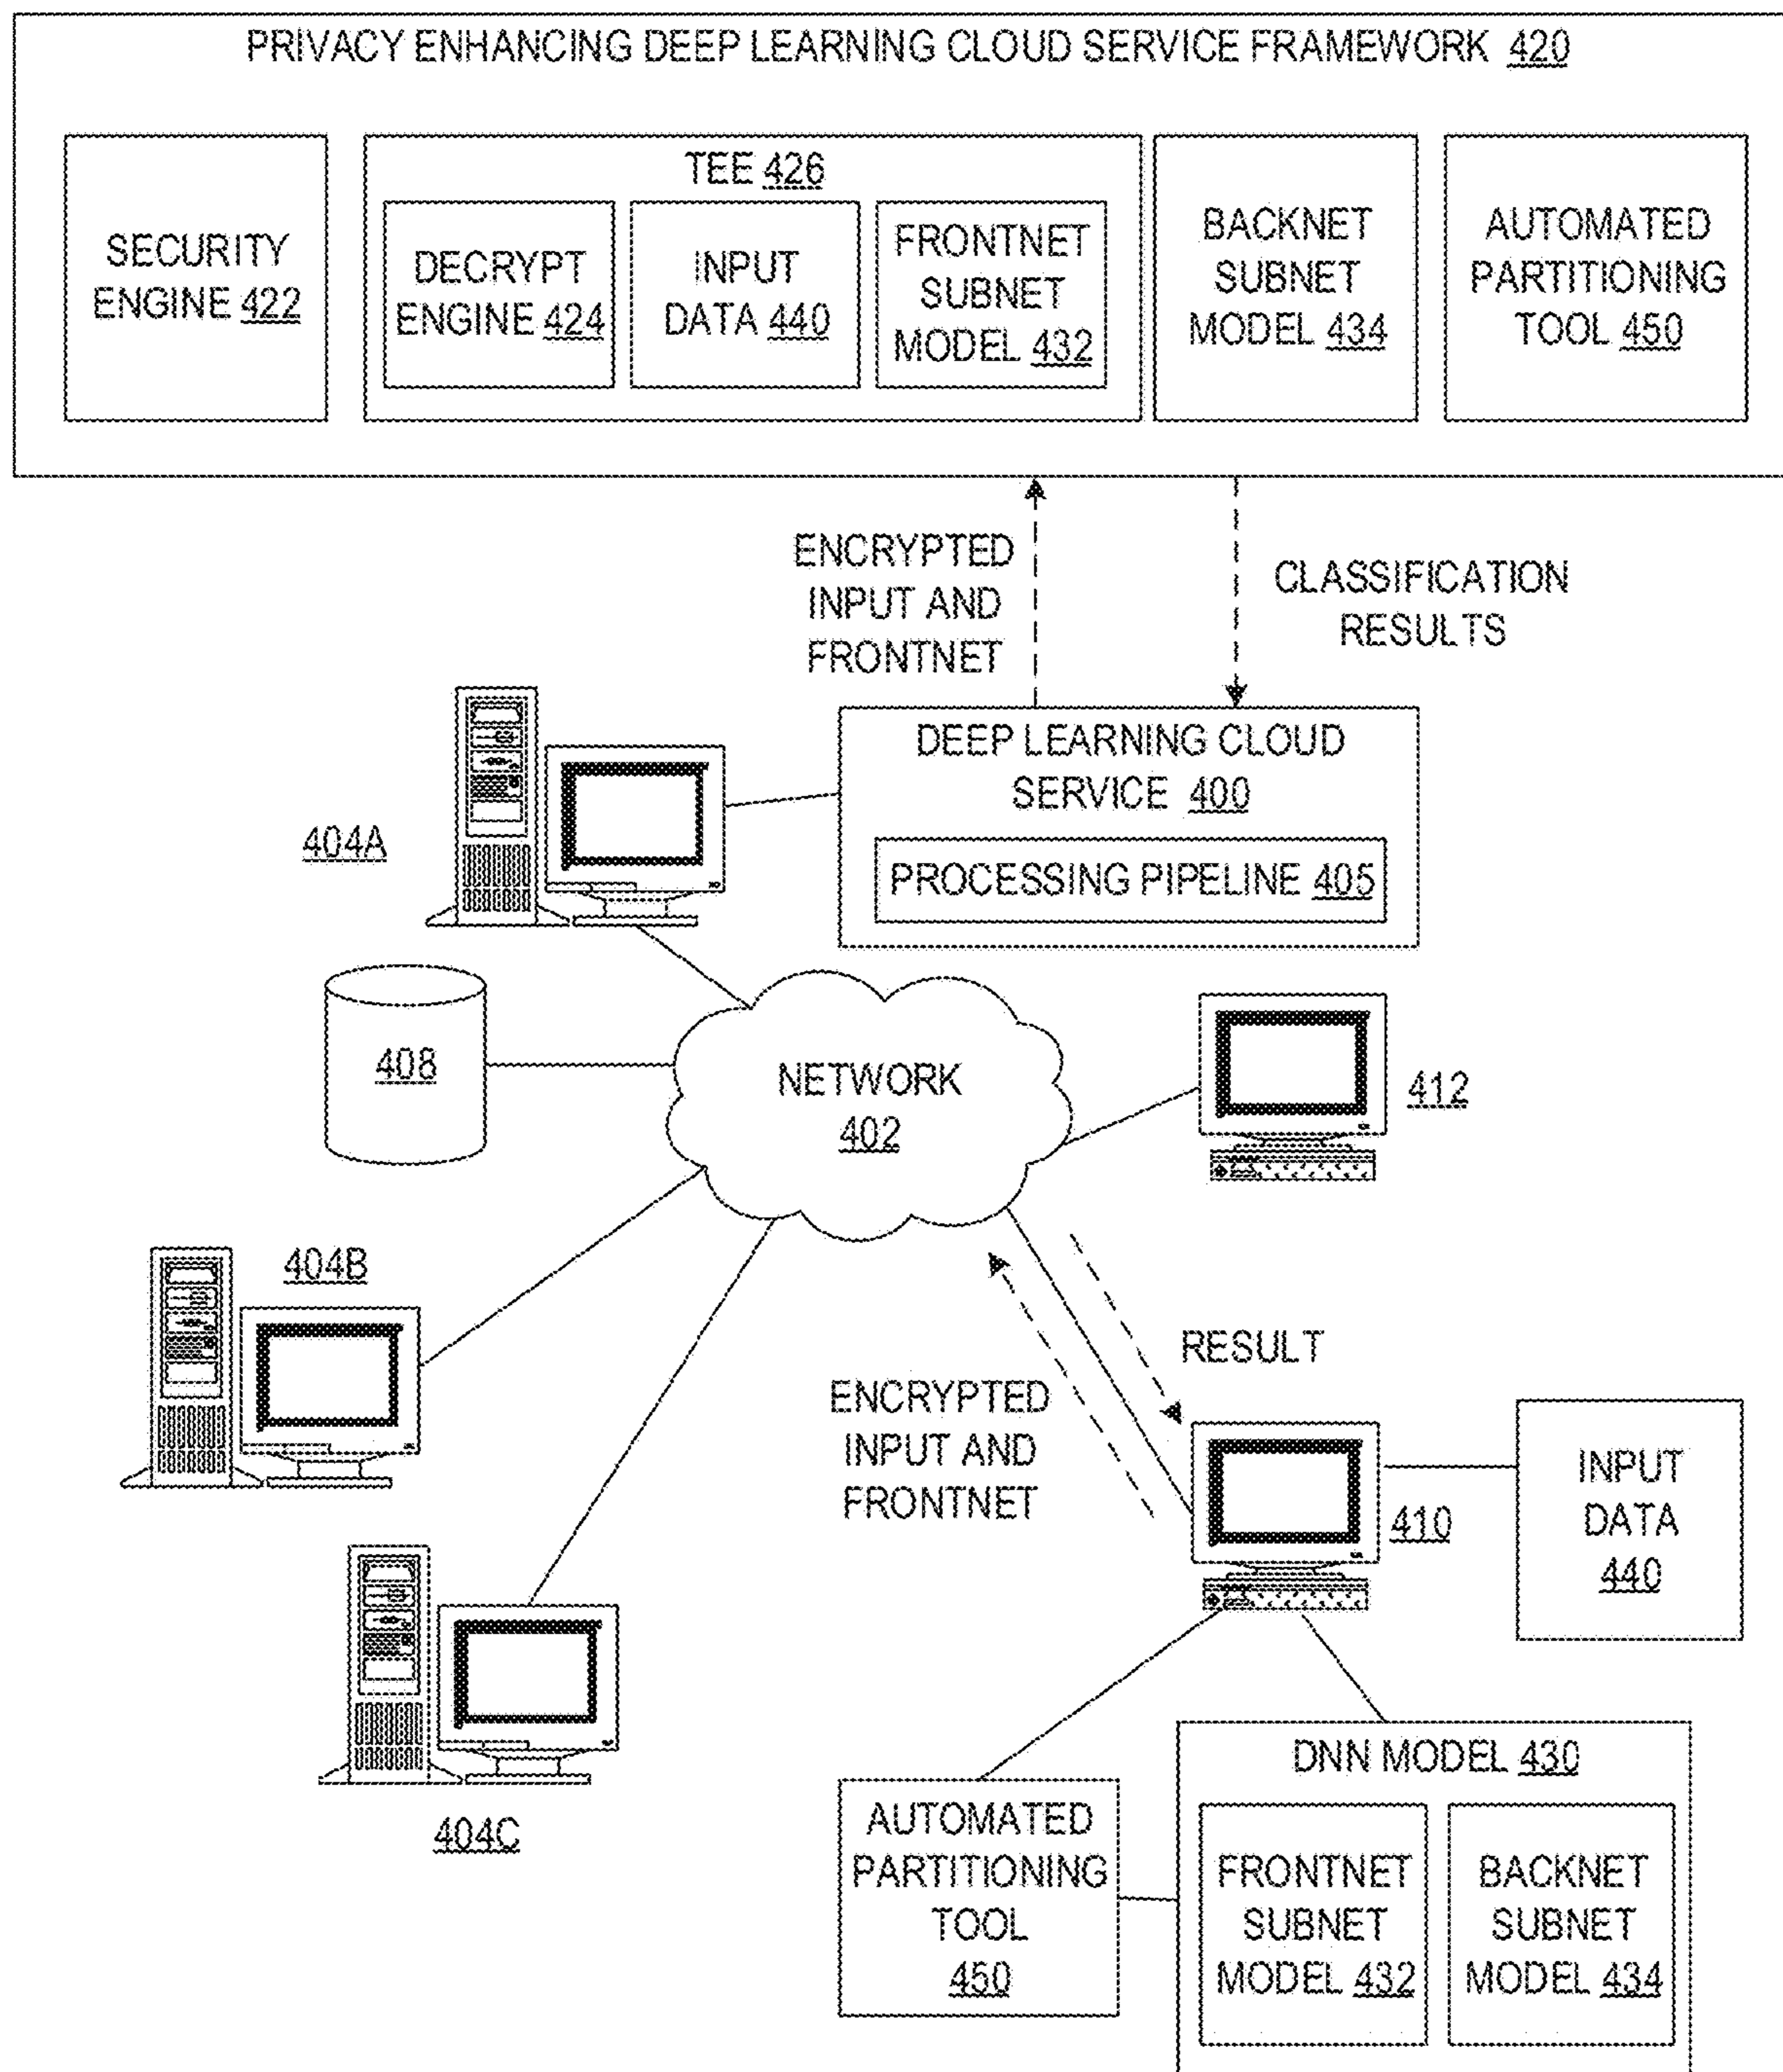 PRIVACY ENHANCING DEEP LEARNING CLOUD SERVICE FRAMEWORK 420
SECURITY
ENGINE 422
TEE 426
DECRYPT
ENGINE 424
INPUT
DATA 440
FRONTNET
SUBNET
MODEL 432
BACKNET
SUBNET
MODEL 434
AUTOMATED
PARTITIONING
TOOL 450
ENCRYPTED
INPUT AND
FRONTNET
CLASSIFICATION
RESULTS
DEEP LEARNING CLOUD
SERVICE 400
PROCESSING PIPELINE 405
404A
408
NETWORK
402
412
404B
RESULT
ENCRYPTED
INPUT AND
FRONTNET
410
INPUT
DATA
440
404C
AUTOMATED
PARTITIONING
TOOL
450
DNN MODEL 430
FRONTNET
SUBNET
MODEL 432
BACKNET
SUBNET
MODEL 434